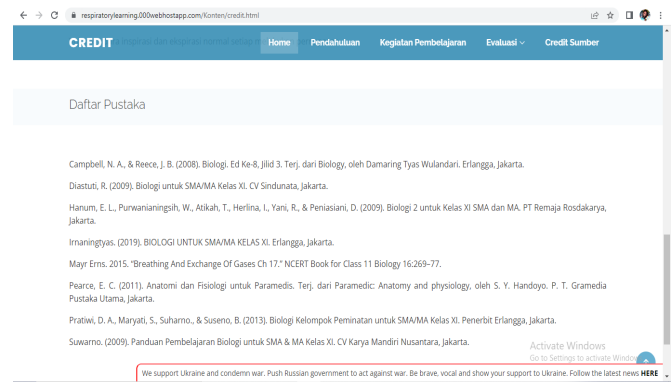 respiratorylearning.000webhostapp.com/Konten/credit.html
CREDIT Home Pendahuluan Kegiatan Pembelajaran Evaluasi Credit Sumber
Daftar Pustaka
Campbell, N. A., & Reece, J. B. (2008). Biologi. Ed Ke-8, Jilid 3. Terj. dari Biology, oleh Damaring Tyas Wulandari. Erlangga, Jakarta.
Diastuti, R. (2009). Biologi untuk SMA/MA Kelas XI. CV Sindunata, Jakarta.
Hanum, E. L., Purwanianingsih, W., Atikah, T., Herlina, I., Yani, R., & Peniasiani, D. (2009). Biologi 2 untuk Kelas XI SMA dan MA. PT Remaja Rosdakarya,
Jakarta.
Irnaningtyas. (2019). BIOLOGI UNTUK SMA/MA KELAS XI. Erlangga, Jakarta.
Mayr Erns. 2015. "Breathing And Exchange Of Gases Ch 17." NCERT Book for Class 11 Biology 16:269–77.
Pearce, E. C. (2011). Anatomi dan Fisiologi untuk Paramedis. Terj. dari Paramedic: Anatomy and physiology, oleh S. Y. Handoyo. P. T. Gramedia
Pustaka Utama, Jakarta.
Pratiwi, D. A., Maryati, S., Suharno., & Suseno, B. (2013). Biologi Kelompok Peminatan untuk SMA/MA Kelas XI. Penerbit Erlangga, Jakarta.
Suwarno. (2009). Panduan Pembelajaran Biologi untuk SMA & MA Kelas XI. CV Karya Mandiri Nusantara, Jakarta.
Activate Windows
Go to Settings to activate Windows
We support Ukraine and condemn war. Push Russian government to act against war. Be brave, vocal and show your support to Ukraine. Follow the latest news HERE